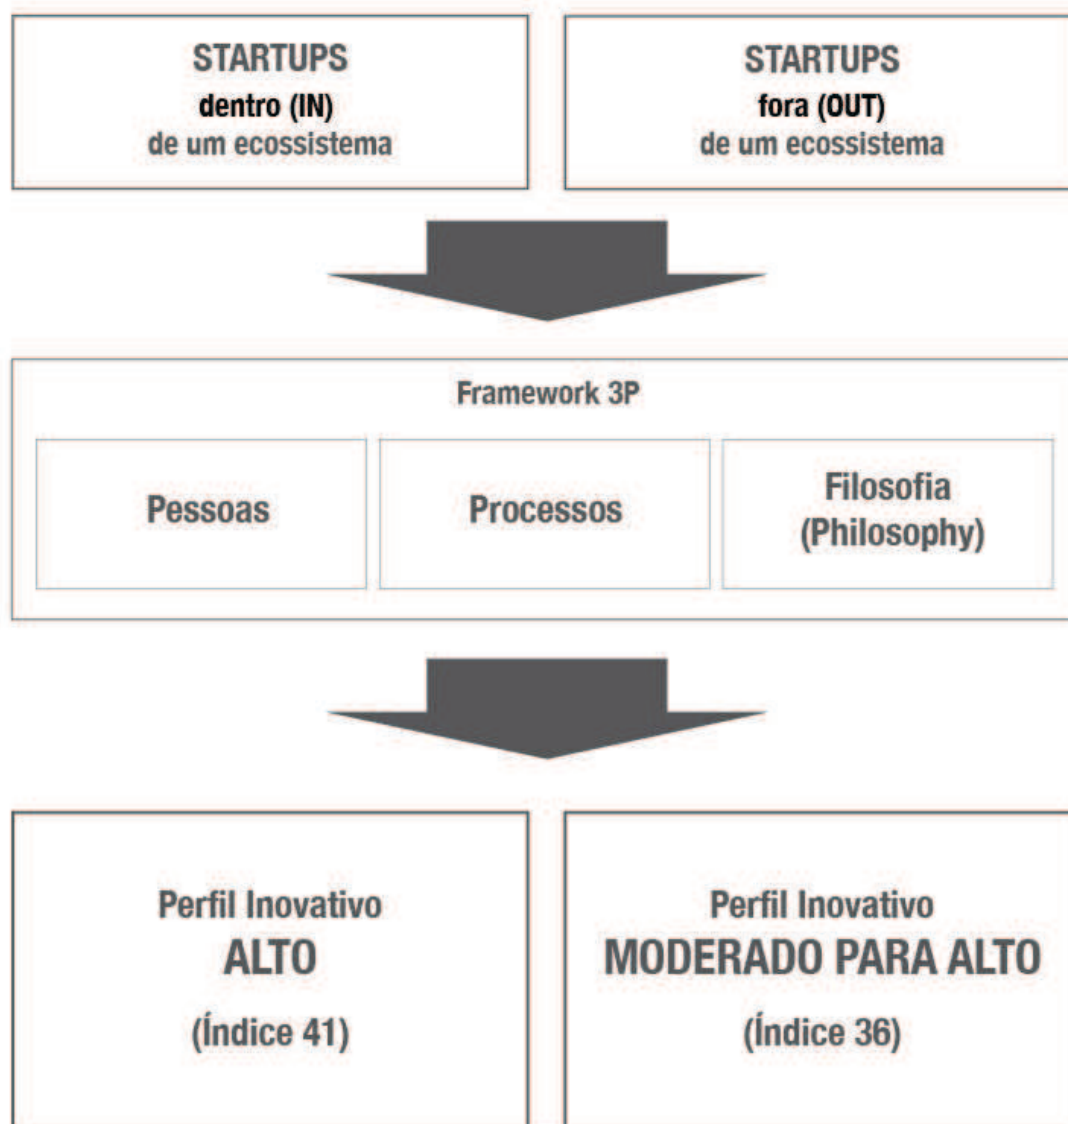 STARTUPS
dentro (IN)
de um ecossistema
STARTUPS
fora (OUT)
de um ecossistema
Framework 3P
Pessoas
Processos
Filosofia
(Philosophy)
Perfil Inovativo
ALTO
(Índice 41)
Perfil Inovativo
MODERADO PARA ALTO
(Índice 36)